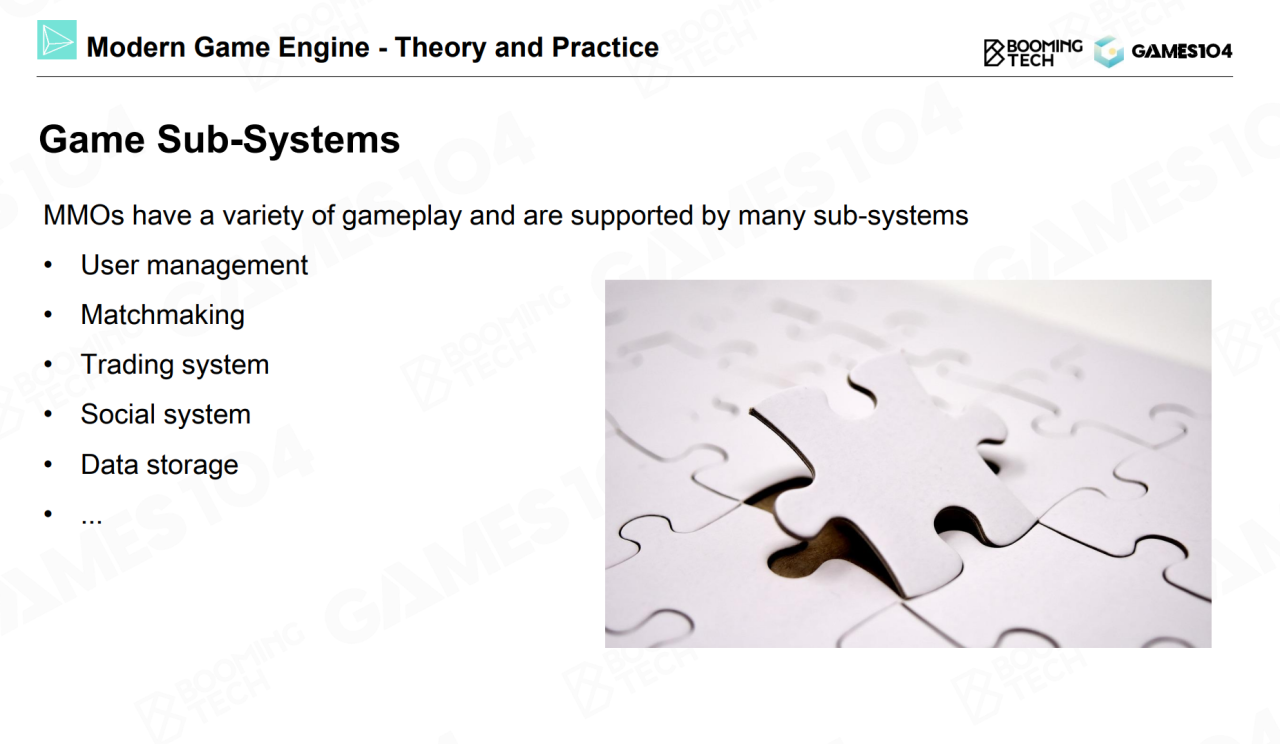 Modern Game Engine - Theory and Practice
BOOMING
TECH
GAMES104
Game Sub-Systems
MMOs have a variety of gameplay and are supported by many sub-systems
• User management
• Matchmaking
• Trading system
• Social system
• Data storage
• ...